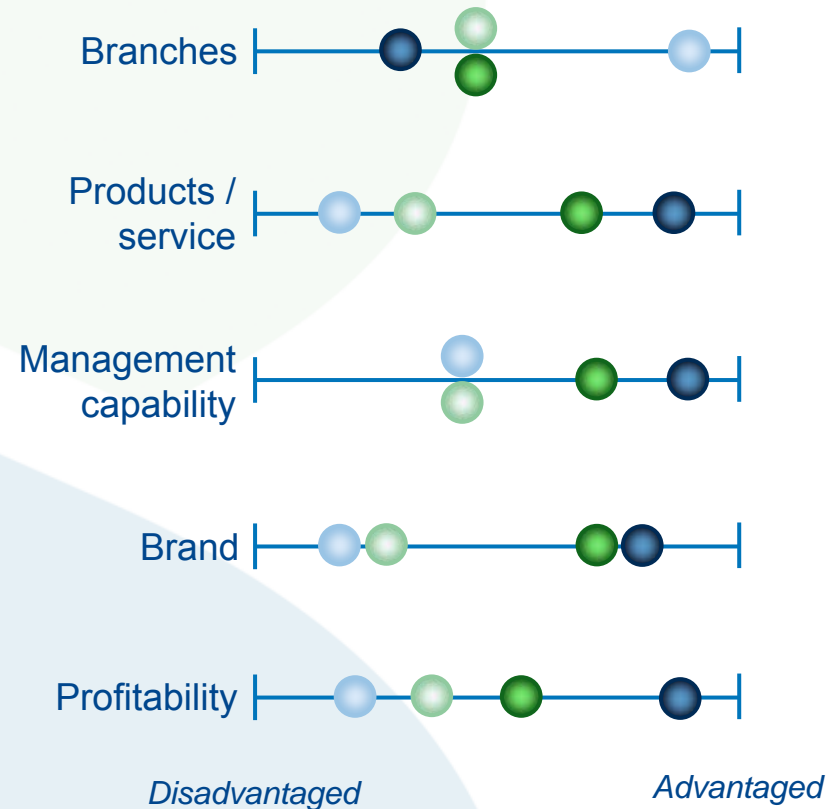 Branches
Products /
service
Management
capability
Brand
Profitability
Disadvantaged
Advantaged